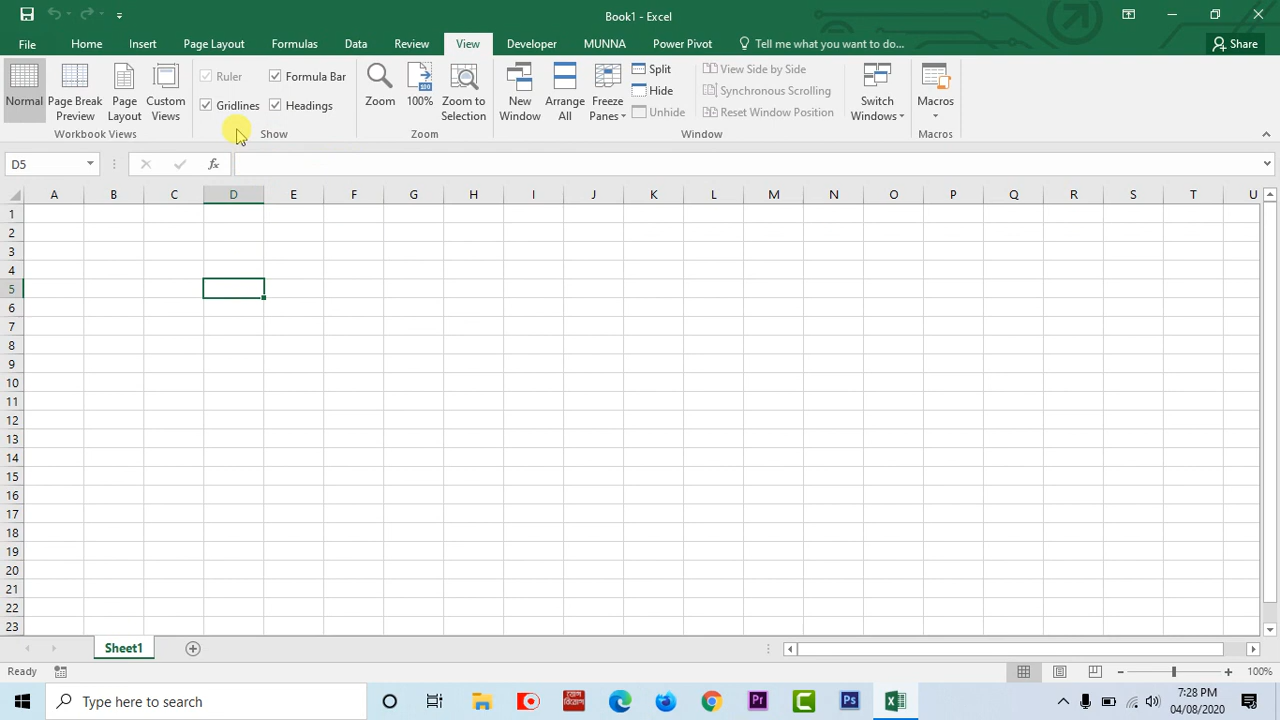 Book1 - Excel
File Home Insert Page Layout Formulas Data Review View Developer MUNNA Power Pivot Tell me what you want to do... Share
Normal Page Break Preview Page Layout Custom Views
Workbook Views
Ruler Formula Bar
Gridlines Headings
Show
Zoom 100% Zoom to Selection
Zoom
New Window Arrange All Freeze Panes
Split View Side by Side
Hide Synchronous Scrolling
Unhide Reset Window Position
Window
Switch Windows
Macros
Macros
D5 fx
A B C D E F G H I J K L M N O P Q R S T U
1
2
3
4
5
6
7
8
9
10
11
12
13
14
15
16
17
18
19
20
21
22
23
Sheet1
Ready 100%
Type here to search
Pr
Ps
7:28 PM
04/08/2020